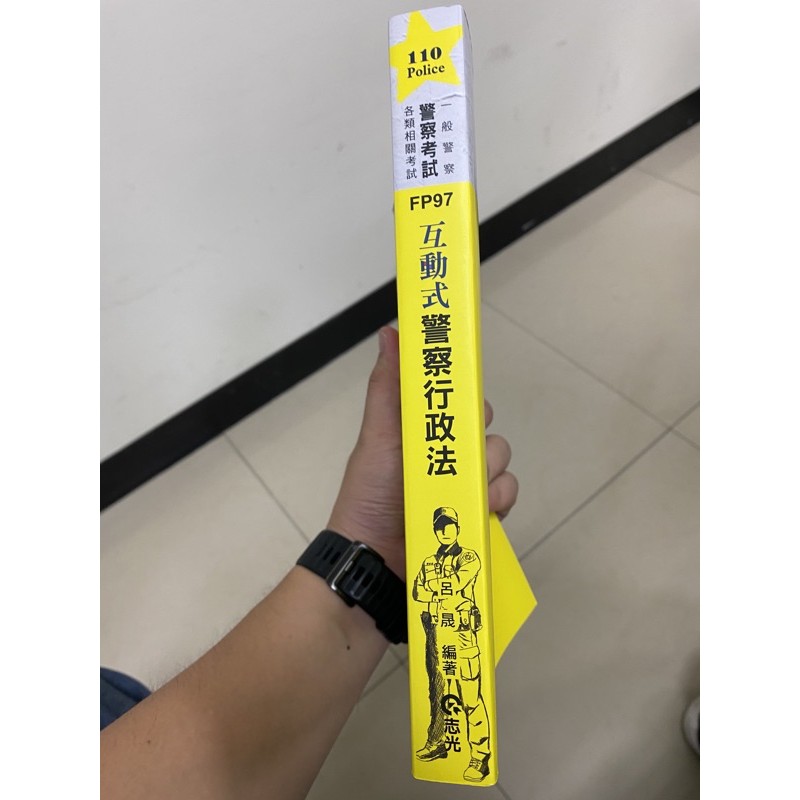 110
Police
一般警察
警察考試
各類相關考試
FP97
互動式警察行政法
呂晟 編著
志光